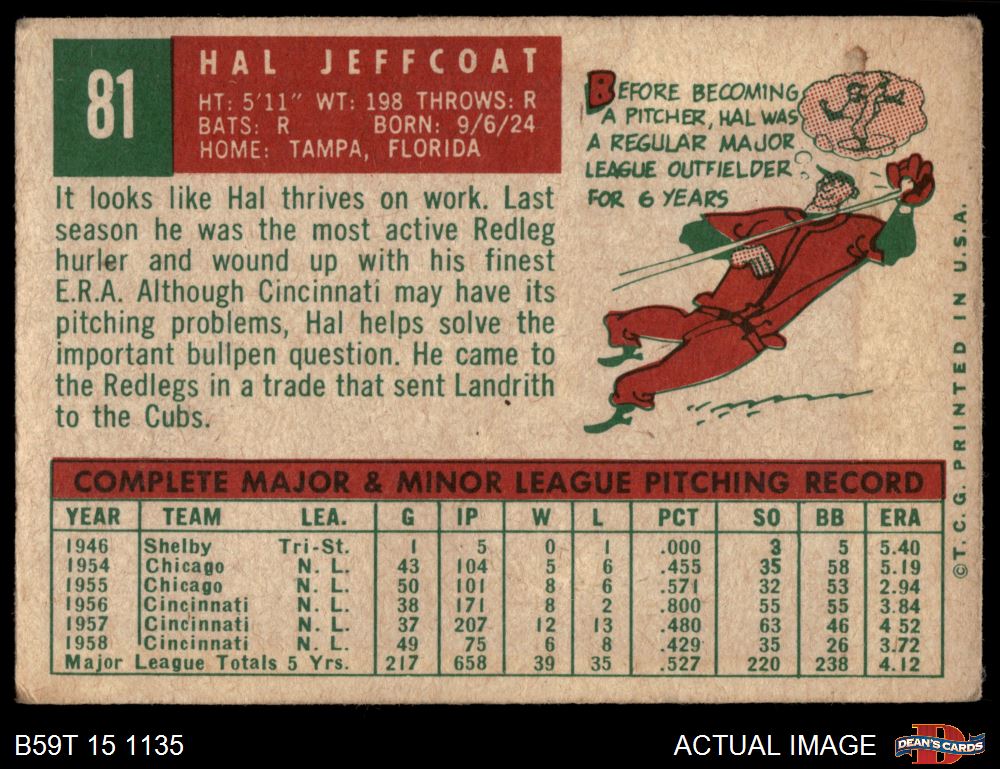 81
HAL JEFFCOAT
HT: 5'11" WT: 198 THROWS: R
BATS: R BORN: 9/6/24
HOME: TAMPA, FLORIDA
It looks like Hal thrives on work. Last
season he was the most active Redleg
hurler and wound up with his finest
E.R.A. Although Cincinnati may have its
pitching problems, Hal helps solve the
important bullpen question. He came to
the Redlegs in a trade that sent Landrith
to the Cubs.
BEFORE BECOMING
A PITCHER, HAL WAS
A REGULAR MAJOR
LEAGUE OUTFIELDER
FOR 6 YEARS
COMPLETE MAJOR & MINOR LEAGUE PITCHING RECORD
YEAR TEAM LEA. G IP W L PCT SO BB ERA
1946 Shelby Tri-St. 1 5 0 1 .000 3 5 5.40
1954 Chicago N. L. 43 104 5 6 .455 35 58 5.19
1955 Chicago N. L. 50 101 8 6 .571 32 53 2.94
1956 Cincinnati N. L. 38 171 8 2 .800 55 55 3.84
1957 Cincinnati N. L. 37 207 12 13 .480 63 46 4.52
1958 Cincinnati N. L. 49 75 6 8 .429 35 26 3.72
Major League Totals 5 Yrs. 217 658 39 35 .527 220 238 4.12
©T. C. G. PRINTED IN U.S.A.
B59T 15 1135
ACTUAL IMAGE
D
DEAN'S CARDS